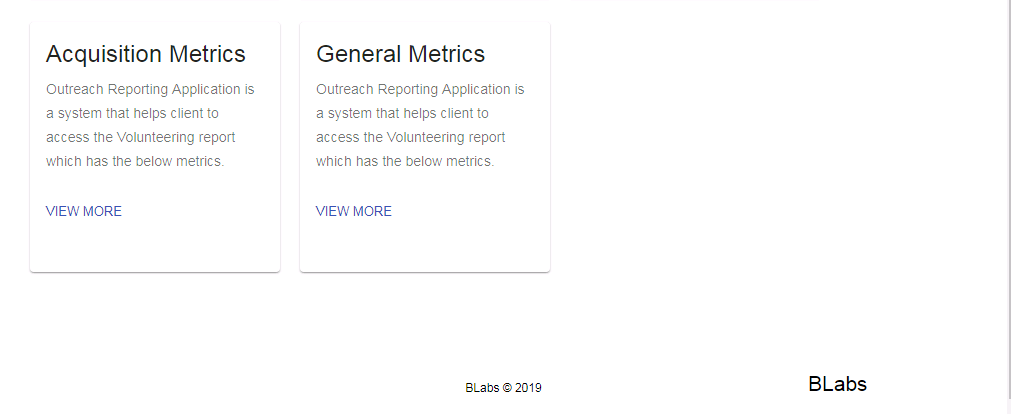 Acquisition Metrics
Outreach Reporting Application is
a system that helps client to
access the Volunteering report
which has the below metrics.
VIEW MORE
General Metrics
Outreach Reporting Application is
a system that helps client to
access the Volunteering report
which has the below metrics.
VIEW MORE
BLabs © 2019
BLabs